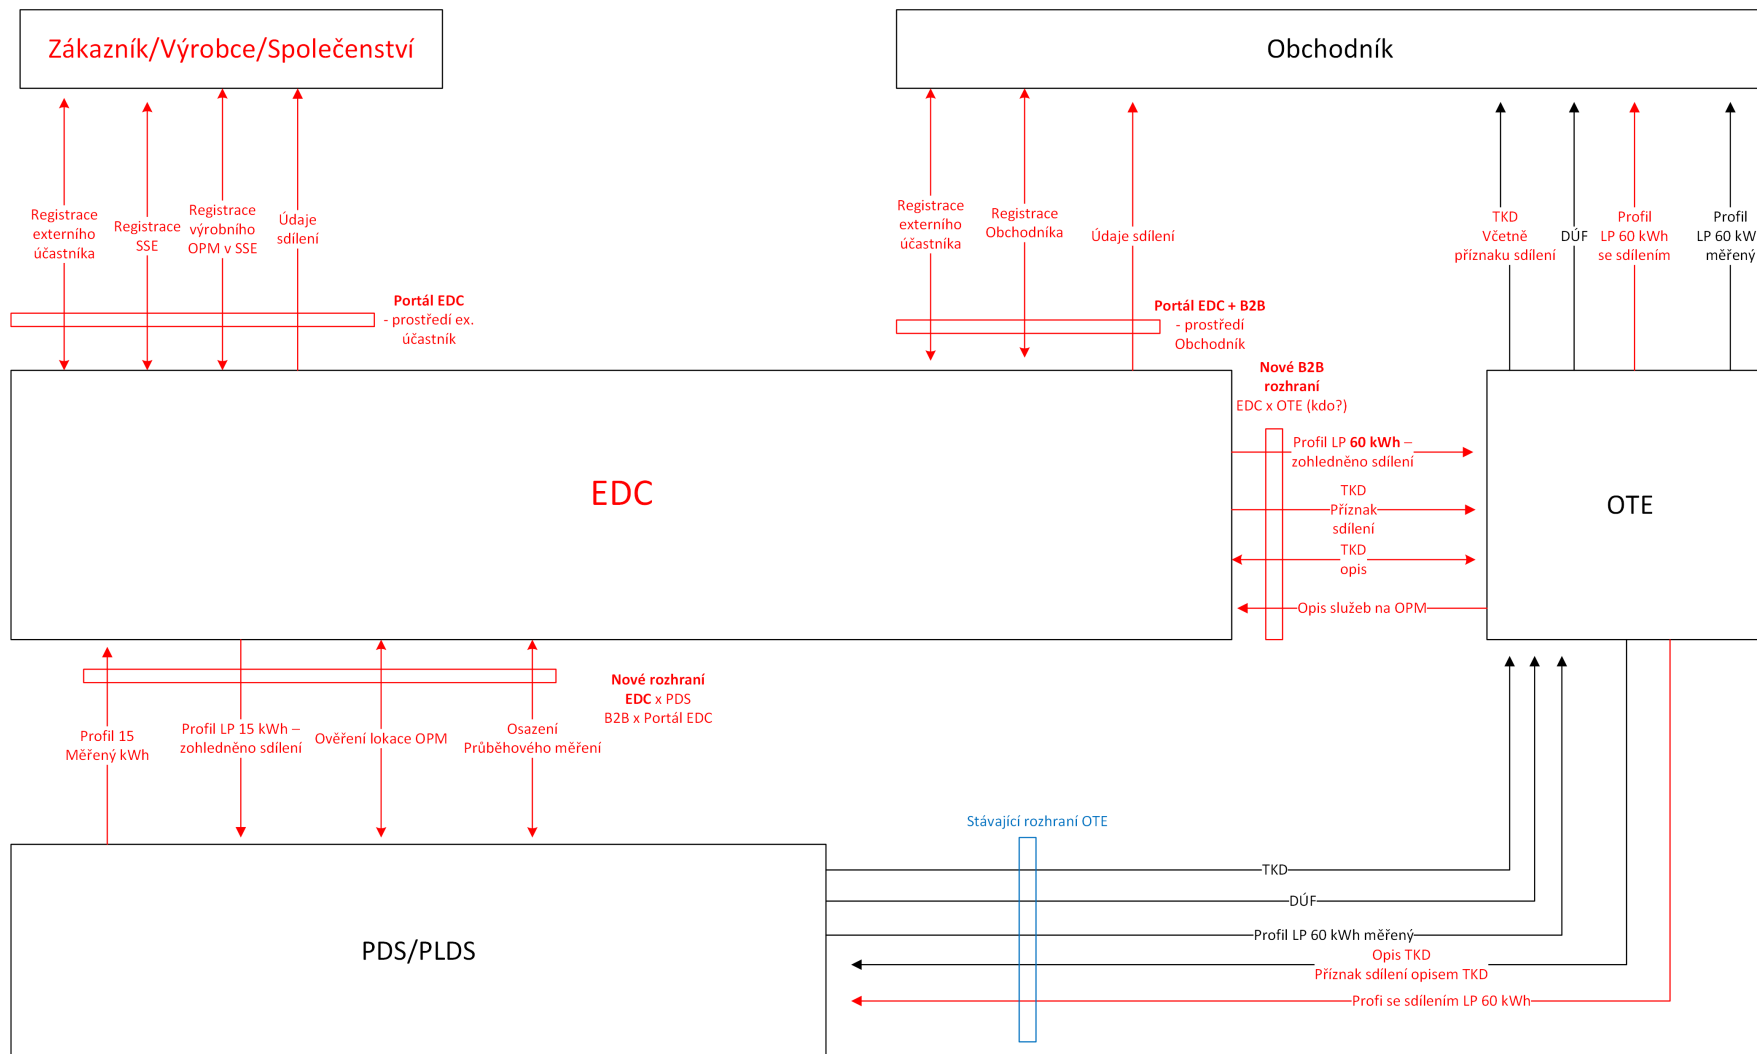 Zákazník/Výrobce/Společenství
Obchodník
Registrace
externího
účastníka
Registrace
SSE
Registrace
výrobního
OPM v SSE
Údaje
sdílení
Registrace
externího
účastníka
Registrace
Obchodníka
Údaje sdílení
TKD
Včetně
příznaku sdílení
DÚF
Profil
LP 60 kWh
se sdílením
Profil
LP 60 kW
měřený
Portál EDC
- prostředí ex.
účastník
Portál EDC + B2B
- prostředí
Obchodník
Nové B2B
rozhraní
EDC x OTE (kdo?)
EDC
Profil LP 60 kWh –
zohledněno sdílení
TKD
Příznak
sdílení
TKD
opis
Opis služeb na OPM
OTE
Nové rozhraní
EDC x PDS
B2B x Portál EDC
Profil 15
Měřený kWh
Profil LP 15 kWh –
zohledněno sdílení
Ověření lokace OPM
Osazení
Průběhového měření
Stávající rozhraní OTE
PDS/PLDS
TKD
DÚF
Profil LP 60 kWh měřený
Opis TKD
Příznak sdílení opisem TKD
Profi se sdílením LP 60 kWh